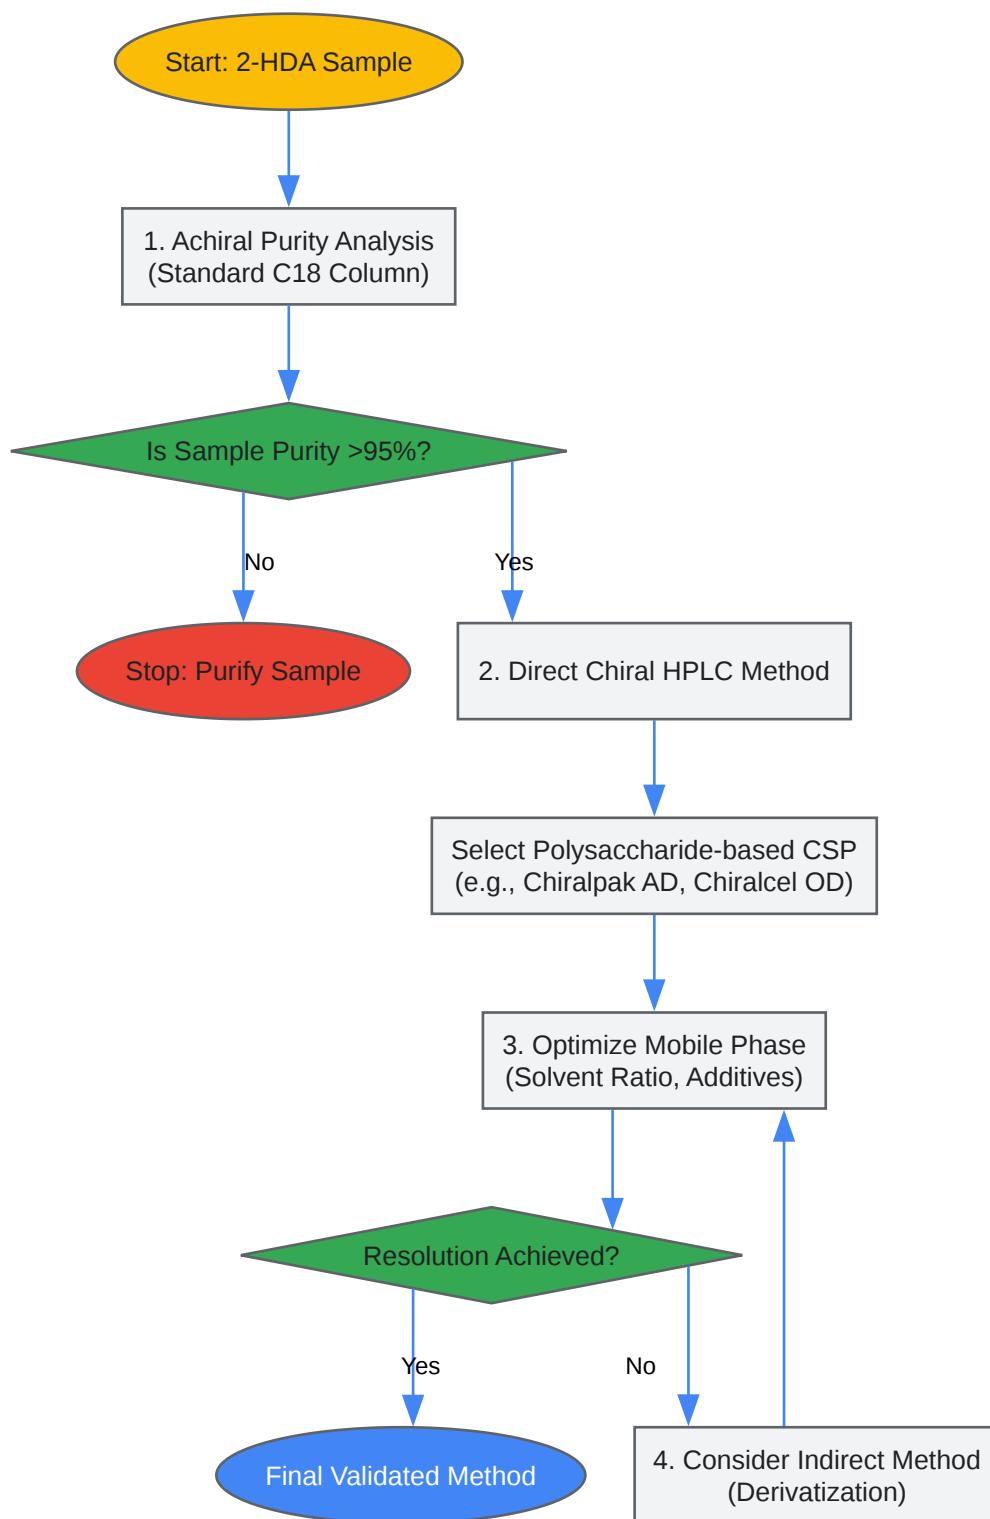 Start: 2-HDA Sample
1. Achiral Purity Analysis
(Standard C18 Column)
Is Sample Purity >95%?
No
Yes
Stop: Purify Sample
2. Direct Chiral HPLC Method
Select Polysaccharide-based CSP
(e.g., Chiralpak AD, Chiralcel OD)
3. Optimize Mobile Phase
(Solvent Ratio, Additives)
Resolution Achieved?
Yes
No
Final Validated Method
4. Consider Indirect Method
(Derivatization)